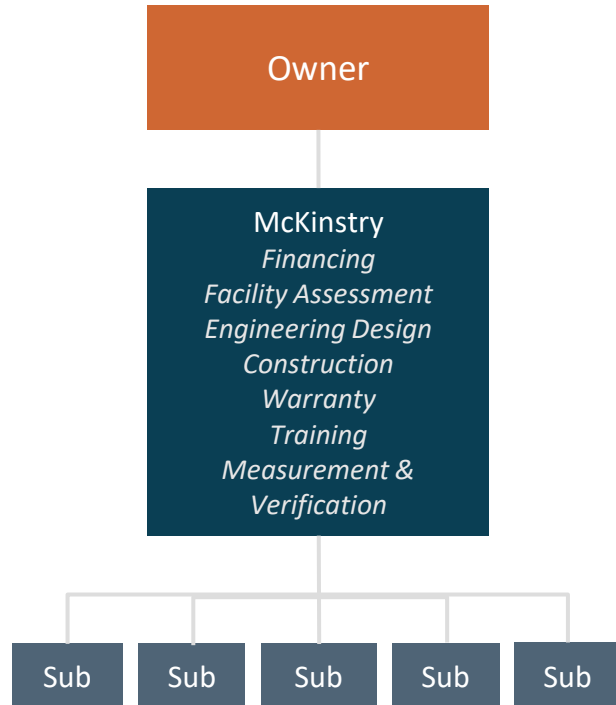 Owner
McKinstry
Financing
Facility Assessment
Engineering Design
Construction
Warranty
Training
Measurement &
Verification
Sub Sub Sub Sub Sub